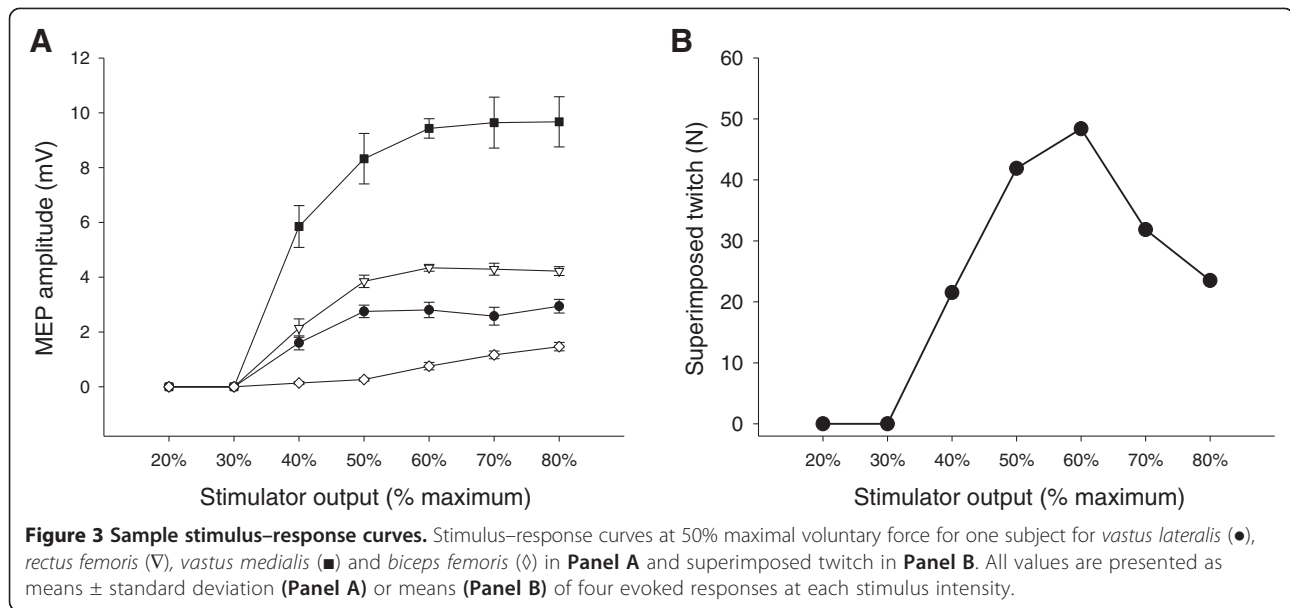 A
12
10
8
6
4
2
0
MEP amplitude (mV)
20% 30% 40% 50% 60% 70% 80%
Stimulator output (% maximum)
B
60
50
40
30
20
10
0
Superimposed twitch (N)
20% 30% 40% 50% 60% 70% 80%
Stimulator output (% maximum)
Figure 3 Sample stimulus–response curves. Stimulus–response curves at 50% maximal voluntary force for one subject for vastus lateralis (●),
rectus femoris (∇), vastus medialis (■) and biceps femoris (◊) in Panel A and superimposed twitch in Panel B. All values are presented as
means ± standard deviation (Panel A) or means (Panel B) of four evoked responses at each stimulus intensity.